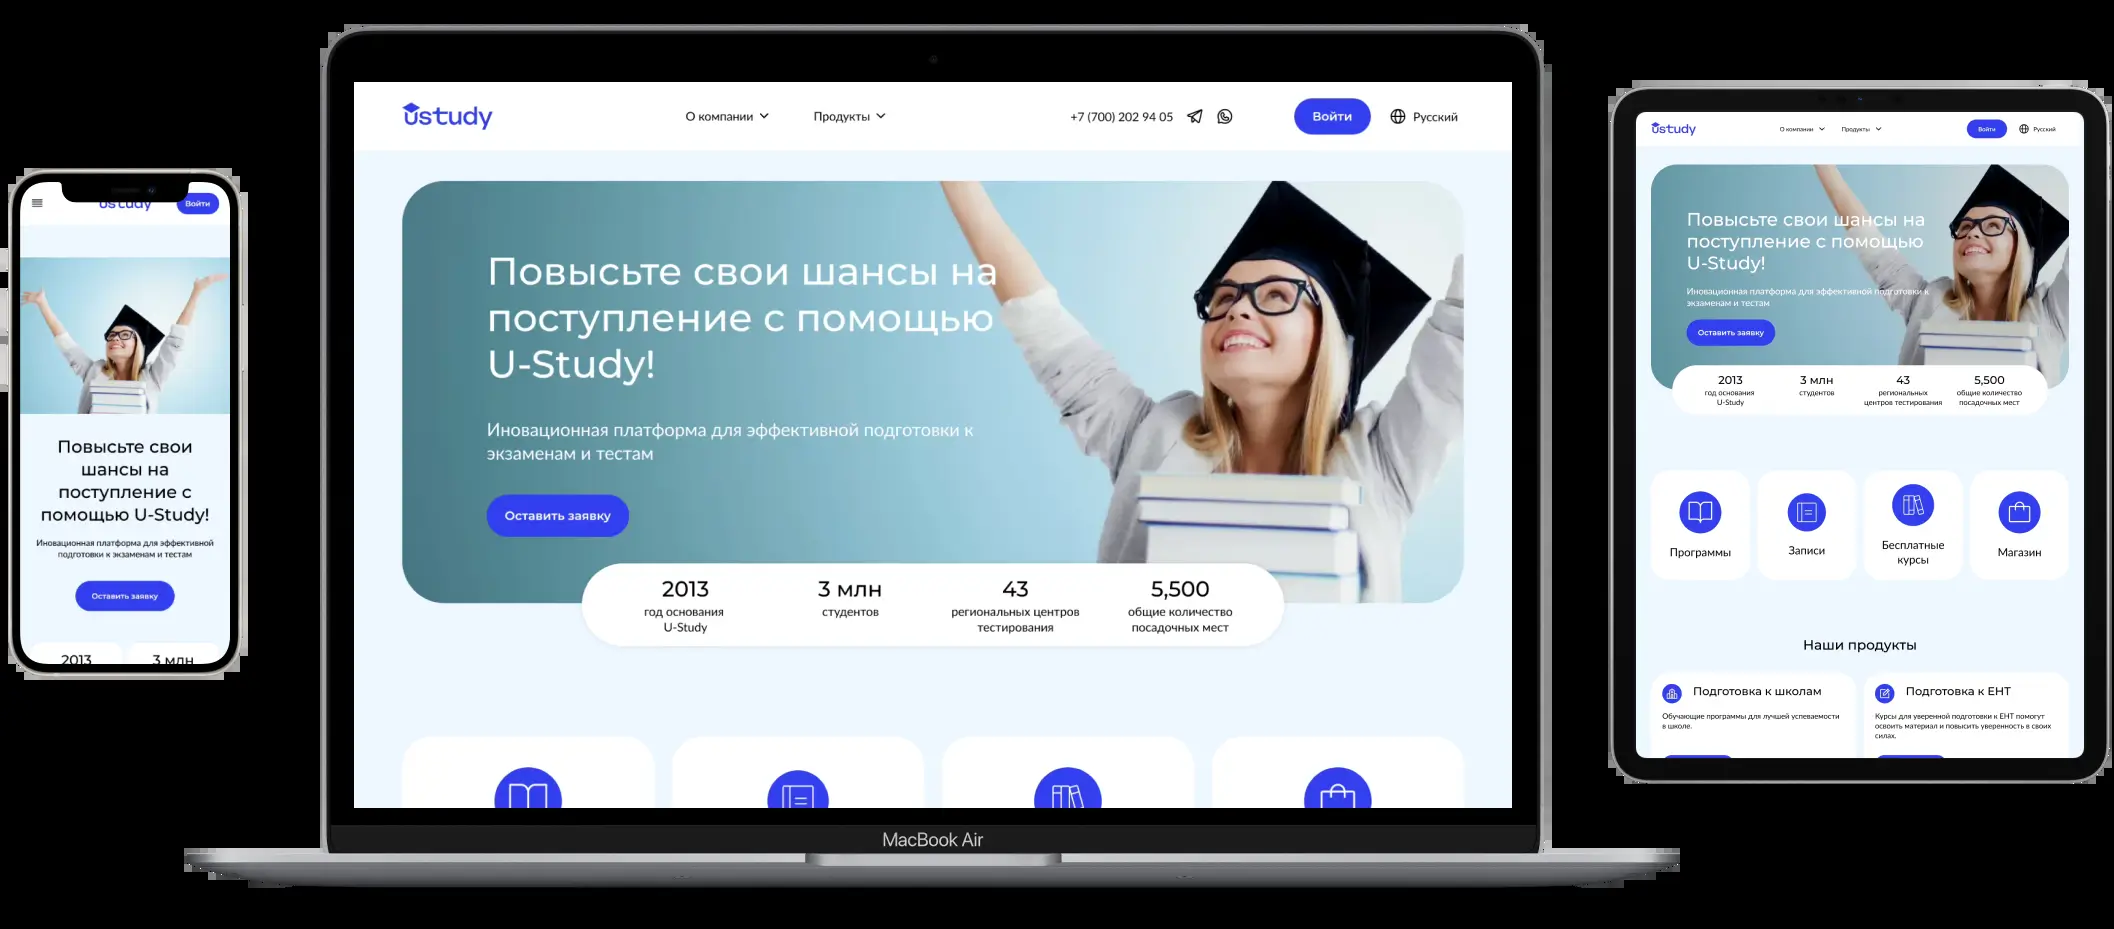 ustudy
Войти
Повысьте свои
шансы на
поступление с
помощью U-Study!
Иновационная платформа для эффективной
подготовки к экзаменам и тестам
Оставить заявку
2013
3 млн
ustudy
О компании
Продукты
+7 (700) 202 94 05
Войти
Русский
Повысьте свои шансы на
поступление с помощью
U-Study!
Иновационная платформа для эффективной подготовки к
экзаменам и тестам
Оставить заявку
2013
год основания
U-Study
3 млн
студентов
43
региональных центров
тестирования
5,500
общие количество
посадочных мест
MacBook Air
ustudy
О компании
Продукты
Войти
Русский
Повысьте свои шансы на
поступление с помощью
U-Study!
Иновационная платформа для эффективной подготовки к
экзаменам и тестам
Оставить заявку
2013
год основания
U-Study
3 млн
студентов
43
региональных
центров тестирования
5,500
общие количество
посадочных мест
Программы
Записи
Бесплатные
курсы
Магазин
Наши продукты
Подготовка к школам
Обучающие программы для лучшей успеваемости
в школе.
Подготовка к ЕНТ
Курсы для уверенной подготовки к ЕНТ помогут
освоить материал и повысить уверенность в своих
силах.